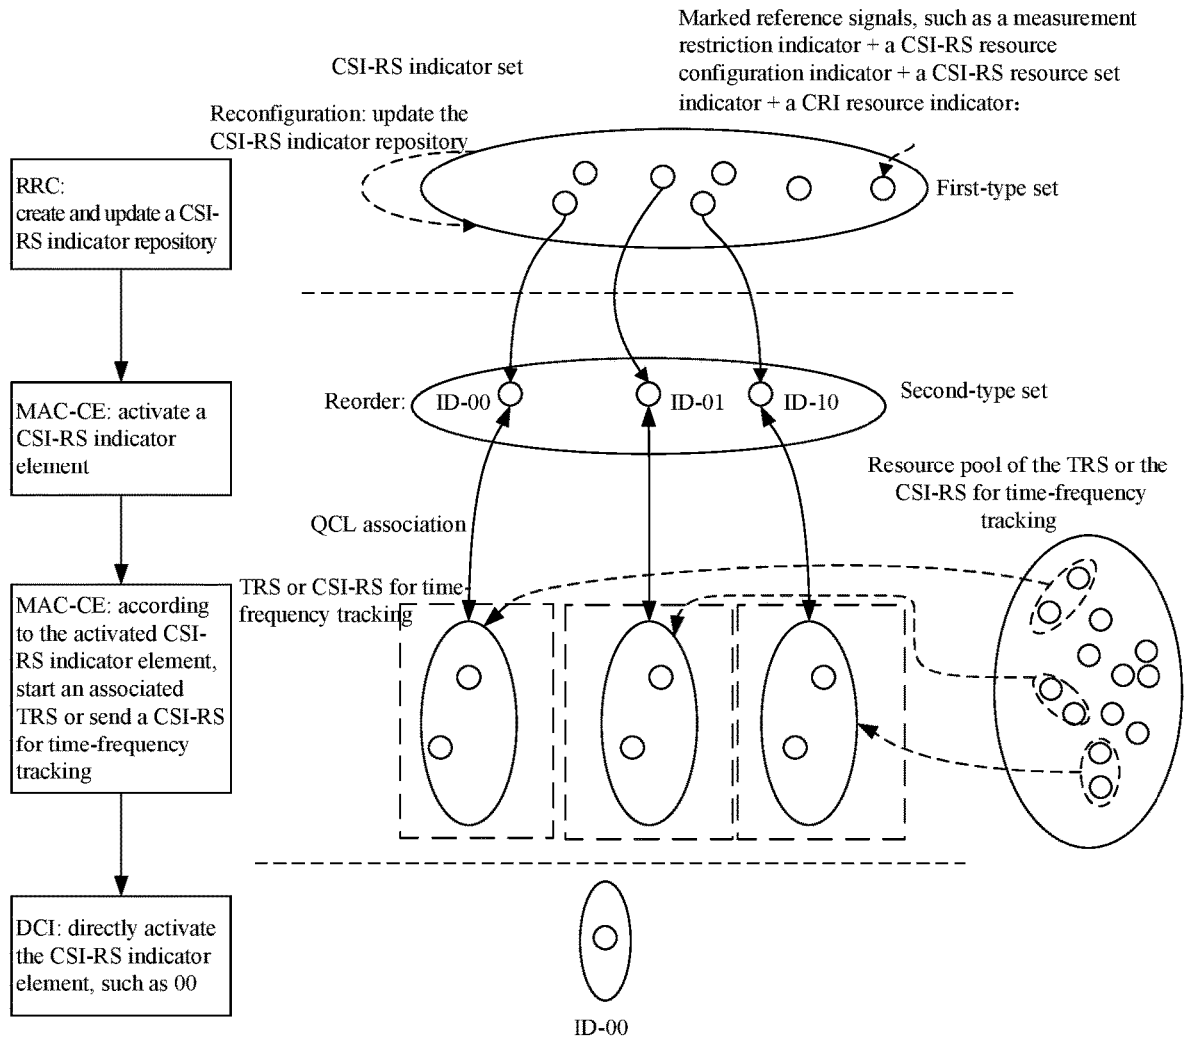 Marked reference signals, such as a measurement
restriction indicator + a CSI-RS resource
configuration indicator + a CSI-RS resource set
indicator + a CRI resource indicator:
CSI-RS indicator set
Reconfiguration: update the
CSI-RS indicator repository
First-type set
RRC:
create and update a CSI-
RS indicator repository
MAC-CE: activate a
CSI-RS indicator
element
Reorder:
ID-00
ID-01
ID-10
Second-type set
Resource pool of the TRS or the
CSI-RS for time-frequency
tracking
QCL association
TRS or CSI-RS for time-
frequency tracking
MAC-CE: according
to the activated CSI-
RS indicator element,
start an associated
TRS or send a CSI-RS
for time-frequency
tracking
DCI: directly activate
the CSI-RS indicator
element, such as 00
ID-00